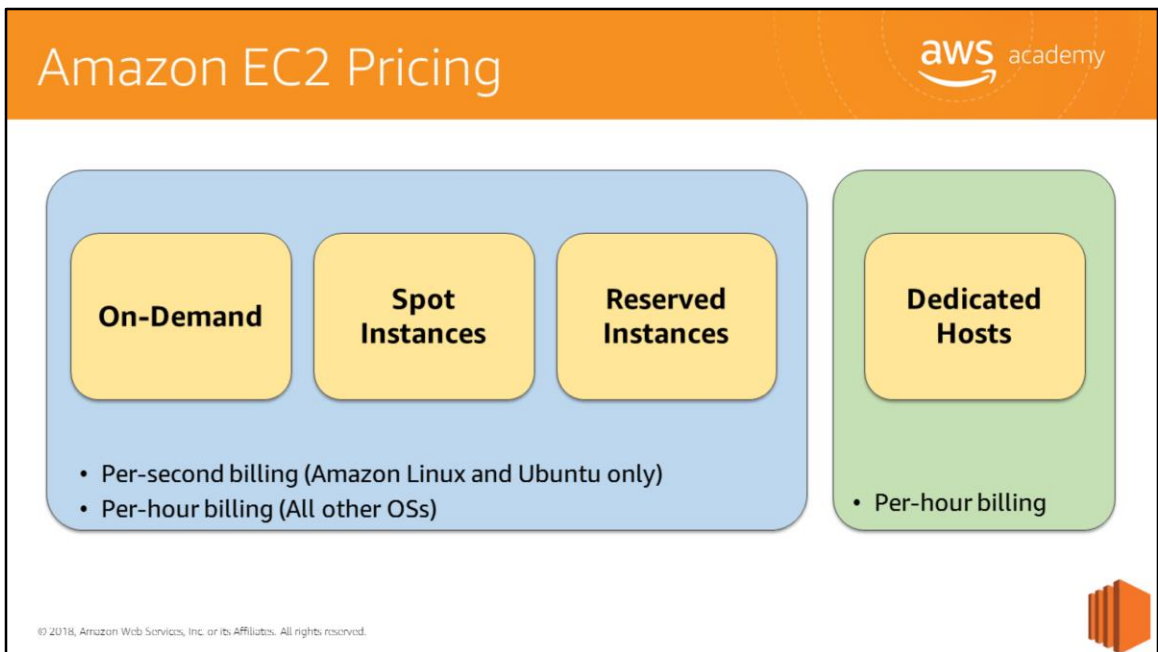 Amazon EC2 Pricing
aws academy
On-Demand
Spot
Instances
Reserved
Instances
Dedicated
Hosts
• Per-second billing (Amazon Linux and Ubuntu only)
• Per-hour billing (All other OSs)
• Per-hour billing
© 2018, Amazon Web Services, Inc. or its Affiliates. All rights reserved.